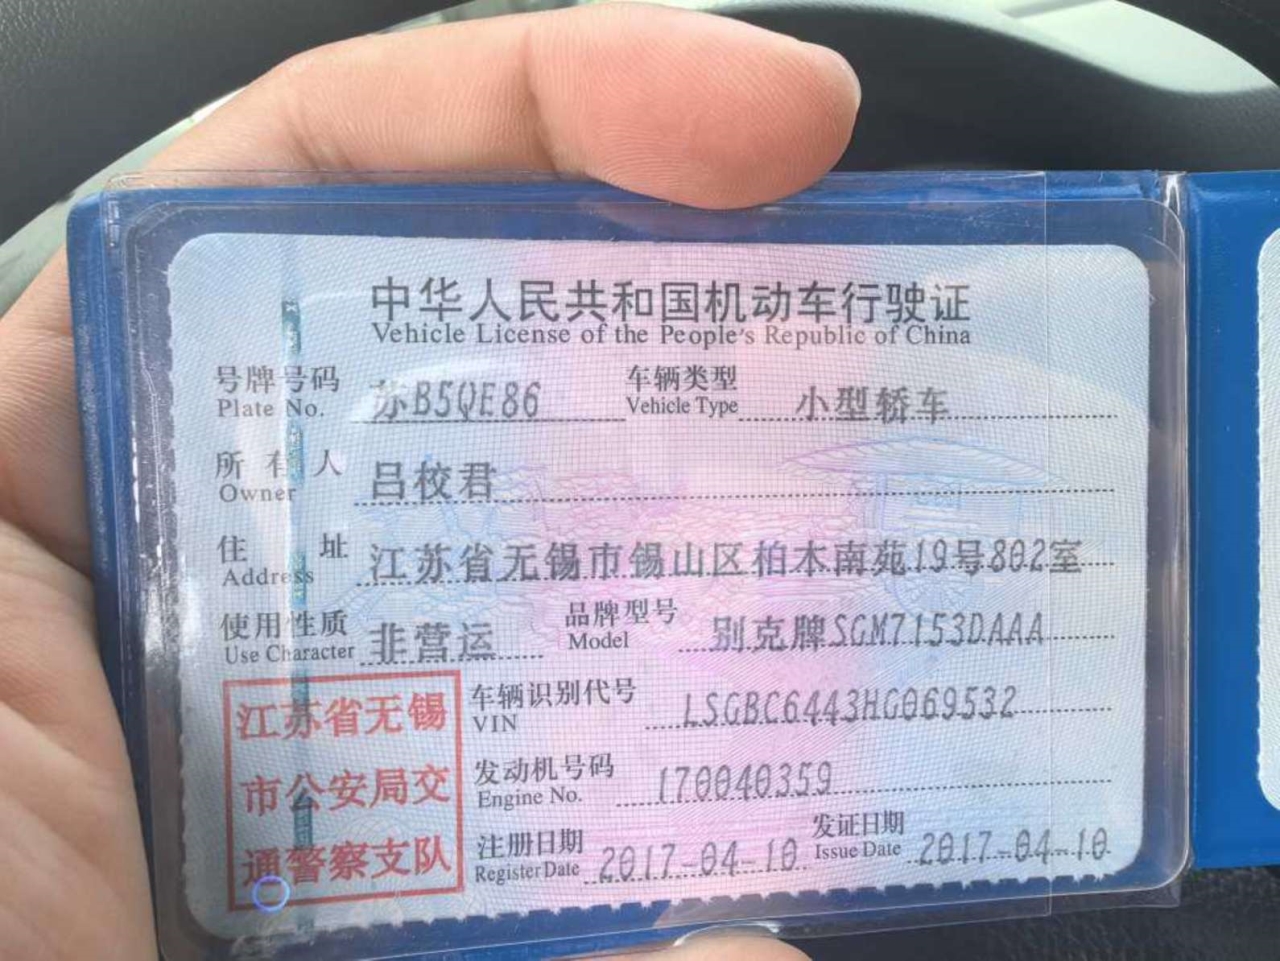 中华人民共和国机动车行驶证
Vehicle License of the People's Republic of China
号牌号码 苏B5QE86 车辆类型 小型轿车
Plate No. Vehicle Type
所有人 吕校君
Owner
住址 江苏省无锡市锡山区柏木南苑19号802室
Address
使用性质 非营运 品牌型号 别克牌SGM7153DAAA
Use Character Model
江苏省无锡
市公安局交
通警察支队
车辆识别代号 LSGBC6443HG069532
VIN
发动机号码 170040359
Engine No.
注册日期 2017-04-10 发证日期 2017-04-10
Register Date Issue Date